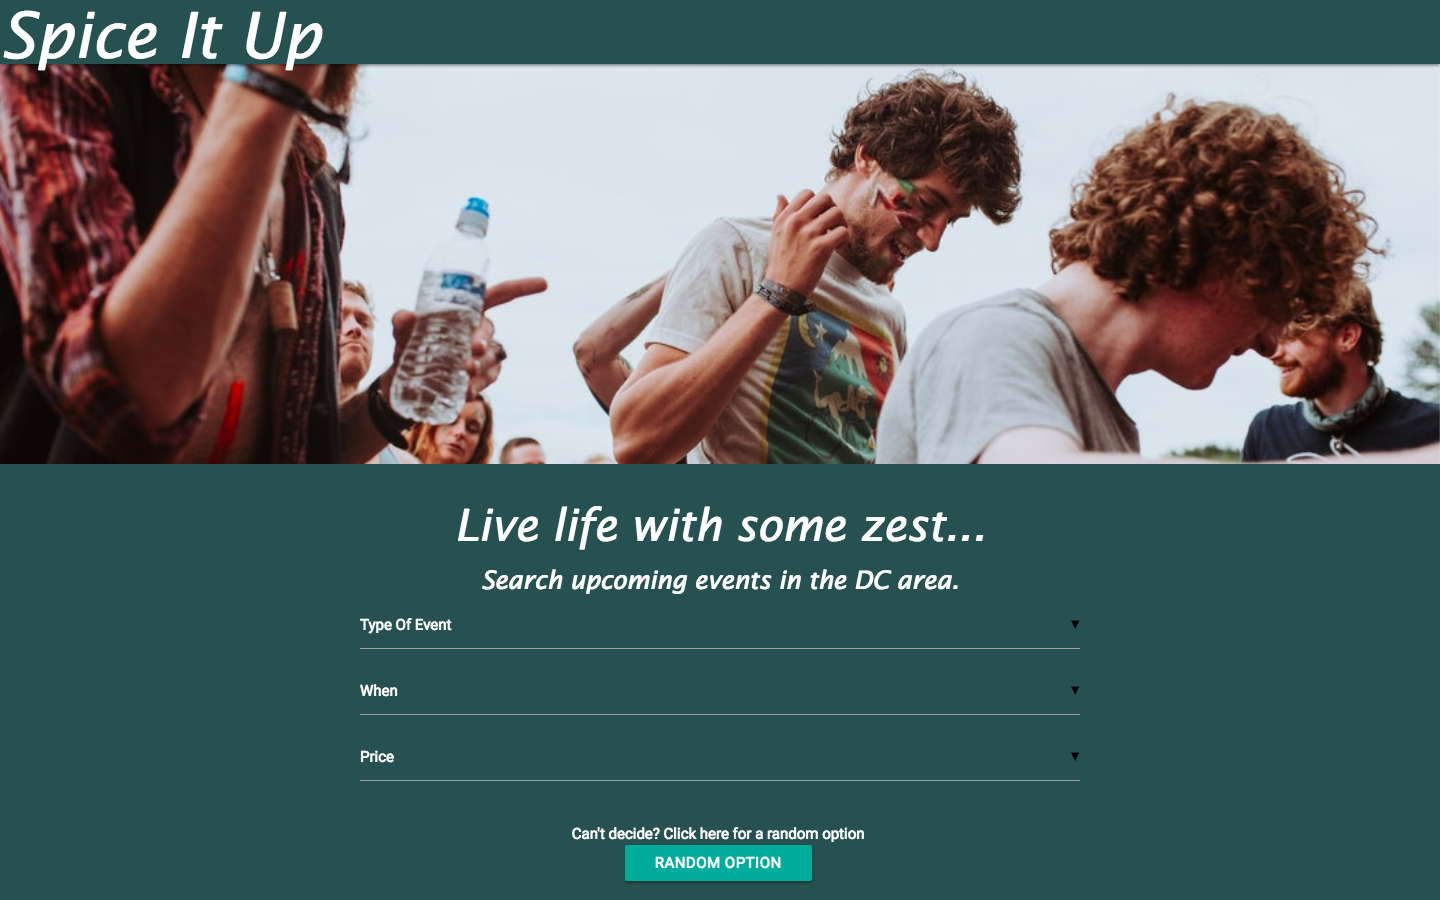 Spice It Up
Live life with some zest...
Search upcoming events in the DC area.
Type Of Event
When
Price
Can't decide? Click here for a random option
RANDOM OPTION